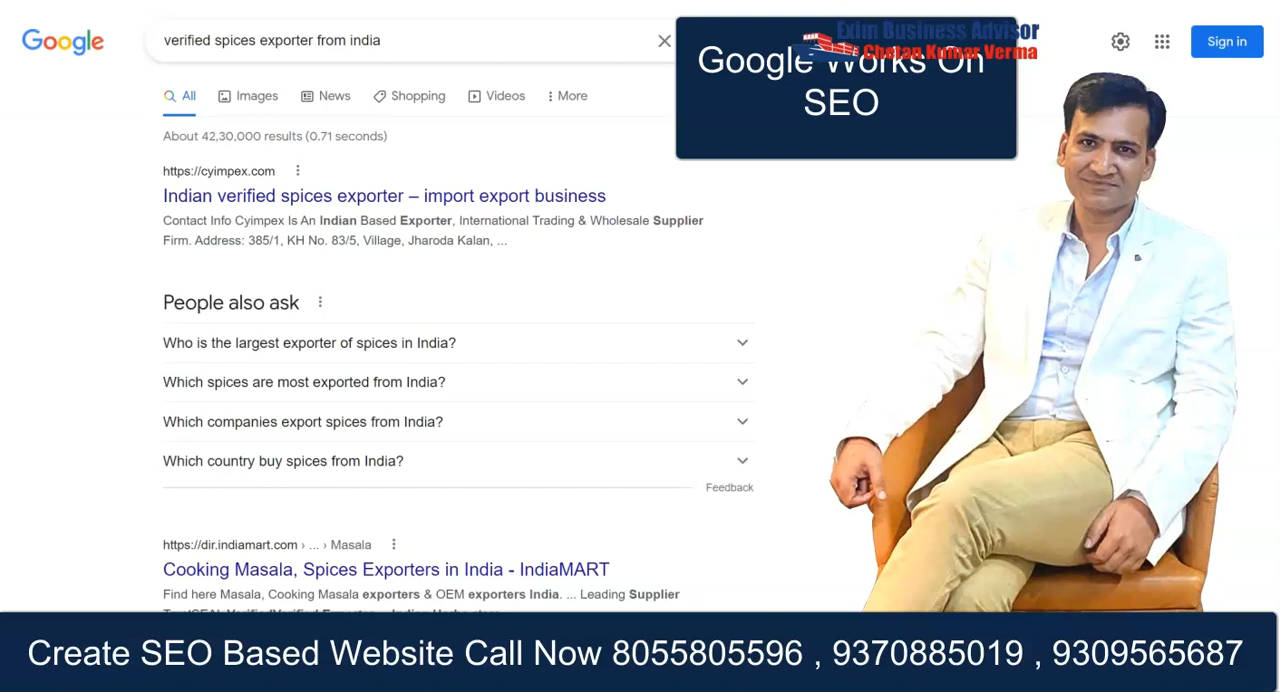 Google
verified spices exporter from india
Exim Business Advisor
Chetan Kumar Verma
Google Works On
SEO
Sign in
All
Images
News
Shopping
Videos
More
About 42,30,000 results (0.71 seconds)
https://cyimpex.com
Indian verified spices exporter – import export business
Contact Info Cyimpex Is An Indian Based Exporter, International Trading & Wholesale Supplier
Firm. Address: 385/1, KH No. 83/5, Village, Jharoda Kalan, ...
People also ask
Who is the largest exporter of spices in India?
Which spices are most exported from India?
Which companies export spices from India?
Which country buy spices from India?
Feedback
https://dir.indiamart.com › ... › Masala
Cooking Masala, Spices Exporters in India - IndiaMART
Find here Masala, Cooking Masala exporters & OEM exporters India. ... Leading Supplier
Create SEO Based Website Call Now 8055805596 , 9370885019 , 9309565687